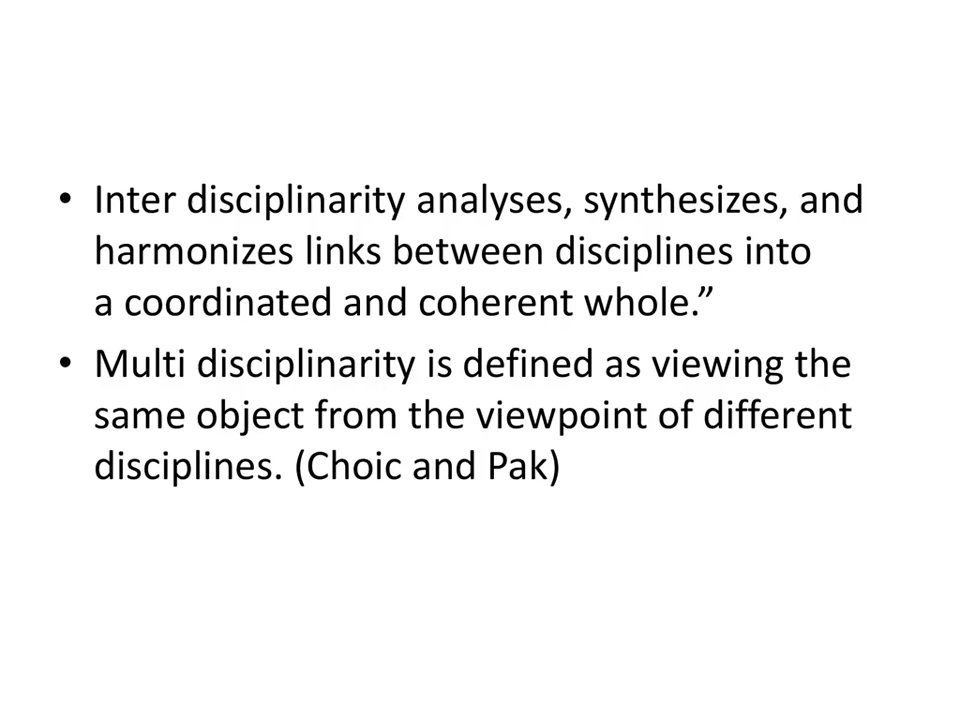 • Inter disciplinarity analyses, synthesizes, and
harmonizes links between disciplines into
a coordinated and coherent whole.”
• Multi disciplinarity is defined as viewing the
same object from the viewpoint of different
disciplines. (Choic and Pak)